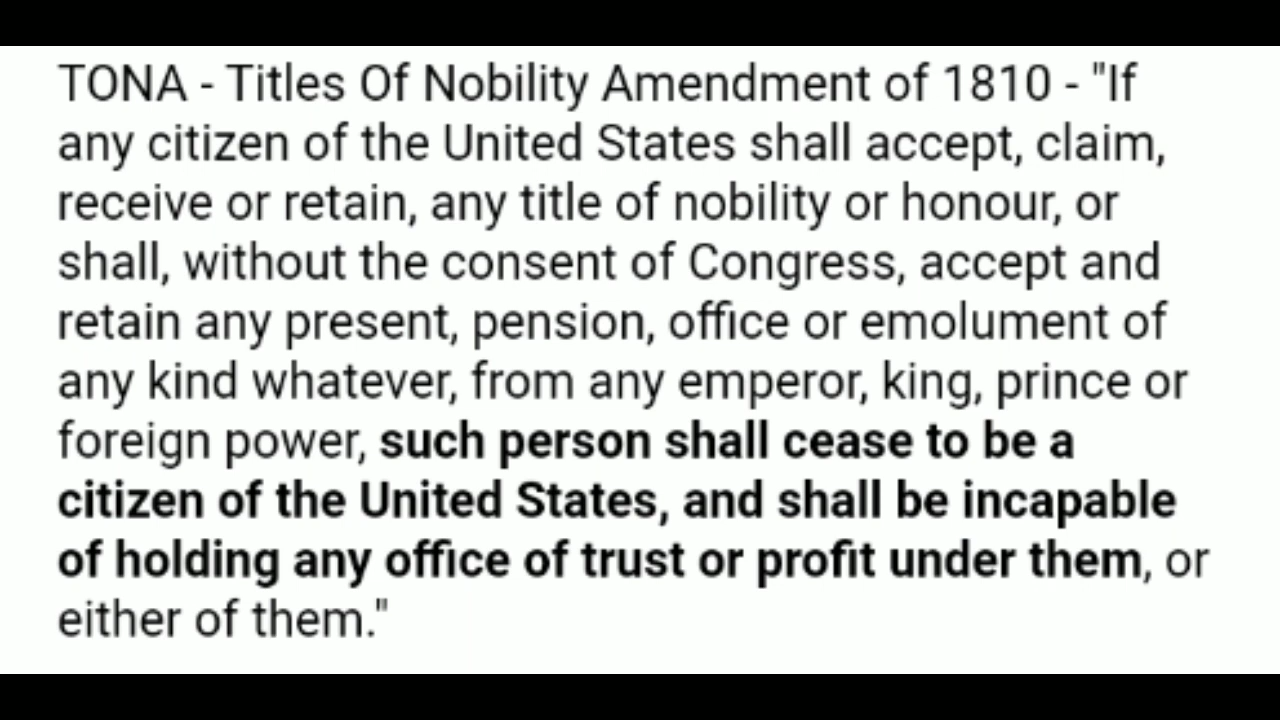 TONA - Titles Of Nobility Amendment of 1810 - "If
any citizen of the United States shall accept, claim,
receive or retain, any title of nobility or honour, or
shall, without the consent of Congress, accept and
retain any present, pension, office or emolument of
any kind whatever, from any emperor, king, prince or
foreign power, such person shall cease to be a
citizen of the United States, and shall be incapable
of holding any office of trust or profit under them, or
either of them."